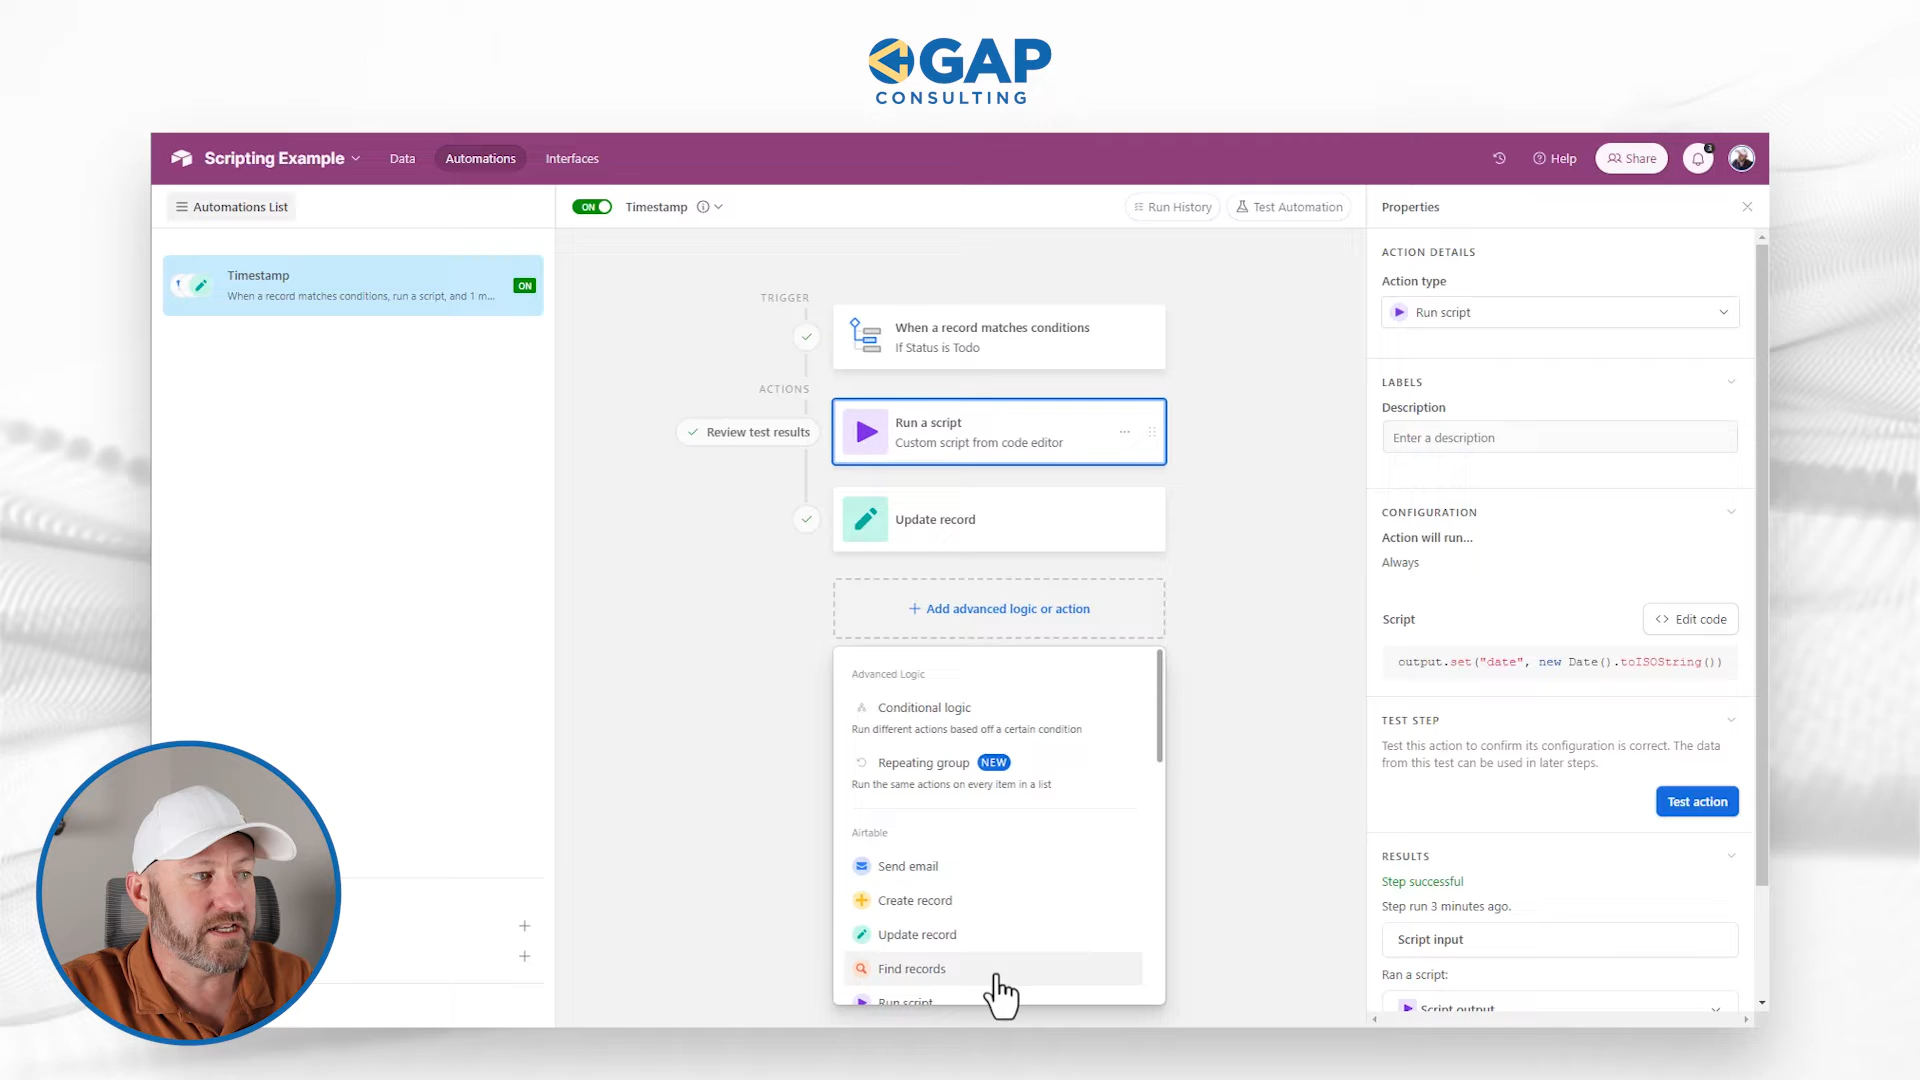 GAP
CONSULTING
Scripting Example
Data
Automations
Interfaces
Help
Share
3
Automations List
ON
Timestamp
Run History
Test Automation
Properties
Timestamp
When a record matches conditions, run a script, and 1 m...
ON
TRIGGER
When a record matches conditions
If Status is Todo
ACTIONS
Review test results
Run a script
Custom script from code editor
Update record
+ Add advanced logic or action
Advanced Logic
Conditional logic
Run different actions based off a certain condition
Repeating group NEW
Run the same actions on every item in a list
Airtable
Send email
Create record
Update record
Find records
Run script
ACTION DETAILS
Action type
Run script
LABELS
Description
Enter a description
CONFIGURATION
Action will run...
Always
Script
<> Edit code
output.set("date", new Date().toISOString())
TEST STEP
Test this action to confirm its configuration is correct. The data
from this test can be used in later steps.
Test action
RESULTS
Step successful
Step run 3 minutes ago.
Script input
Ran a script:
Script output